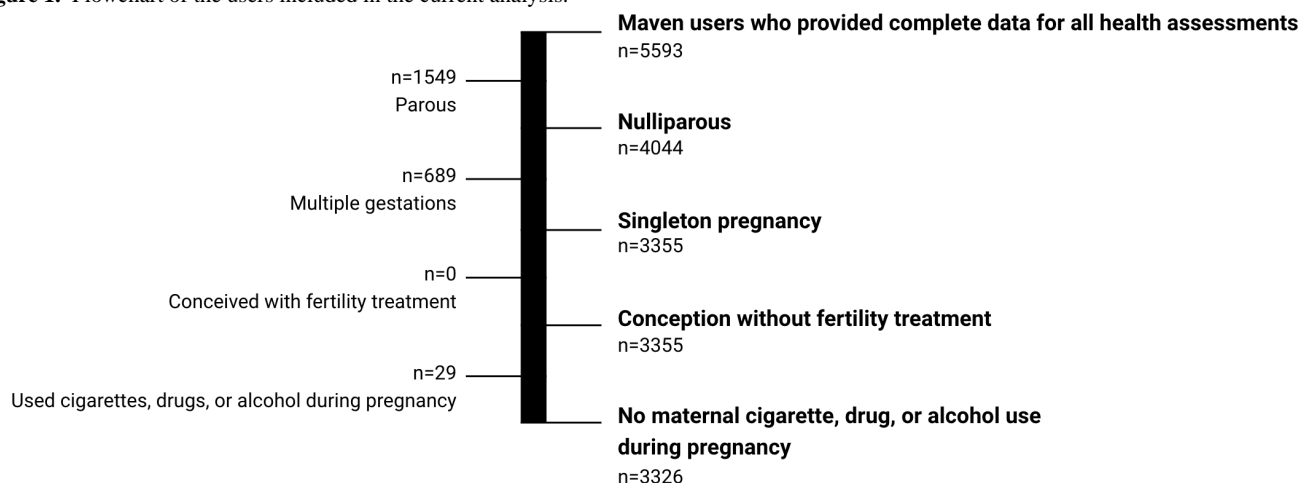 Figure 1. Flowchart of the users included in the current analysis.
Maven users who provided complete data for all health assessments
n=5593
n=1549
Parous
Nulliparous
n=4044
n=689
Multiple gestations
Singleton pregnancy
n=3355
n=0
Conceived with fertility treatment
Conception without fertility treatment
n=3355
n=29
Used cigarettes, drugs, or alcohol during pregnancy
No maternal cigarette, drug, or alcohol use
during pregnancy
n=3326